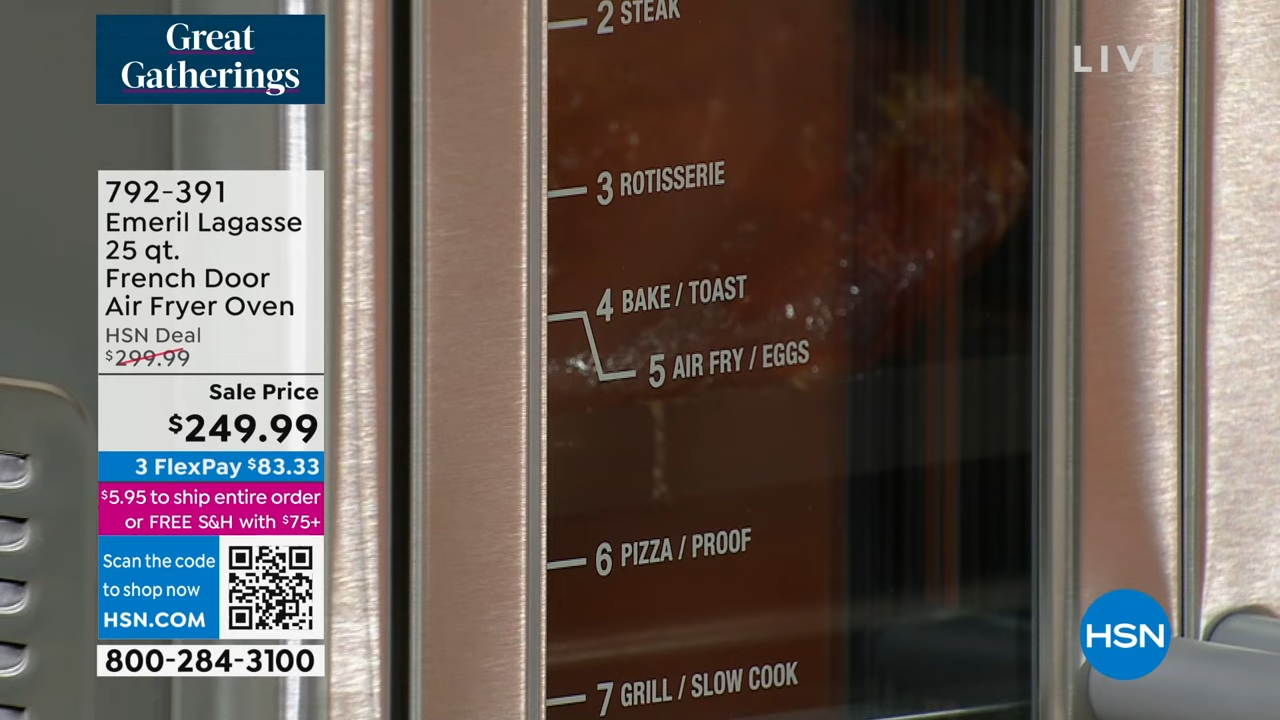 Great
Gatherings
792-391
Emeril Lagasse
25 qt.
French Door
Air Fryer Oven
HSN Deal
$299.99
Sale Price
$249.99
3 FlexPay $83.33
$5.95 to ship entire order
or FREE S&H with $75+
Scan the code
to shop now
HSN.COM
800-284-3100
2 STEAK
3 ROTISSERIE
4 BAKE / TOAST
5 AIR FRY / EGGS
6 PIZZA / PROOF
7 GRILL / SLOW COOK
LIVE
HSN